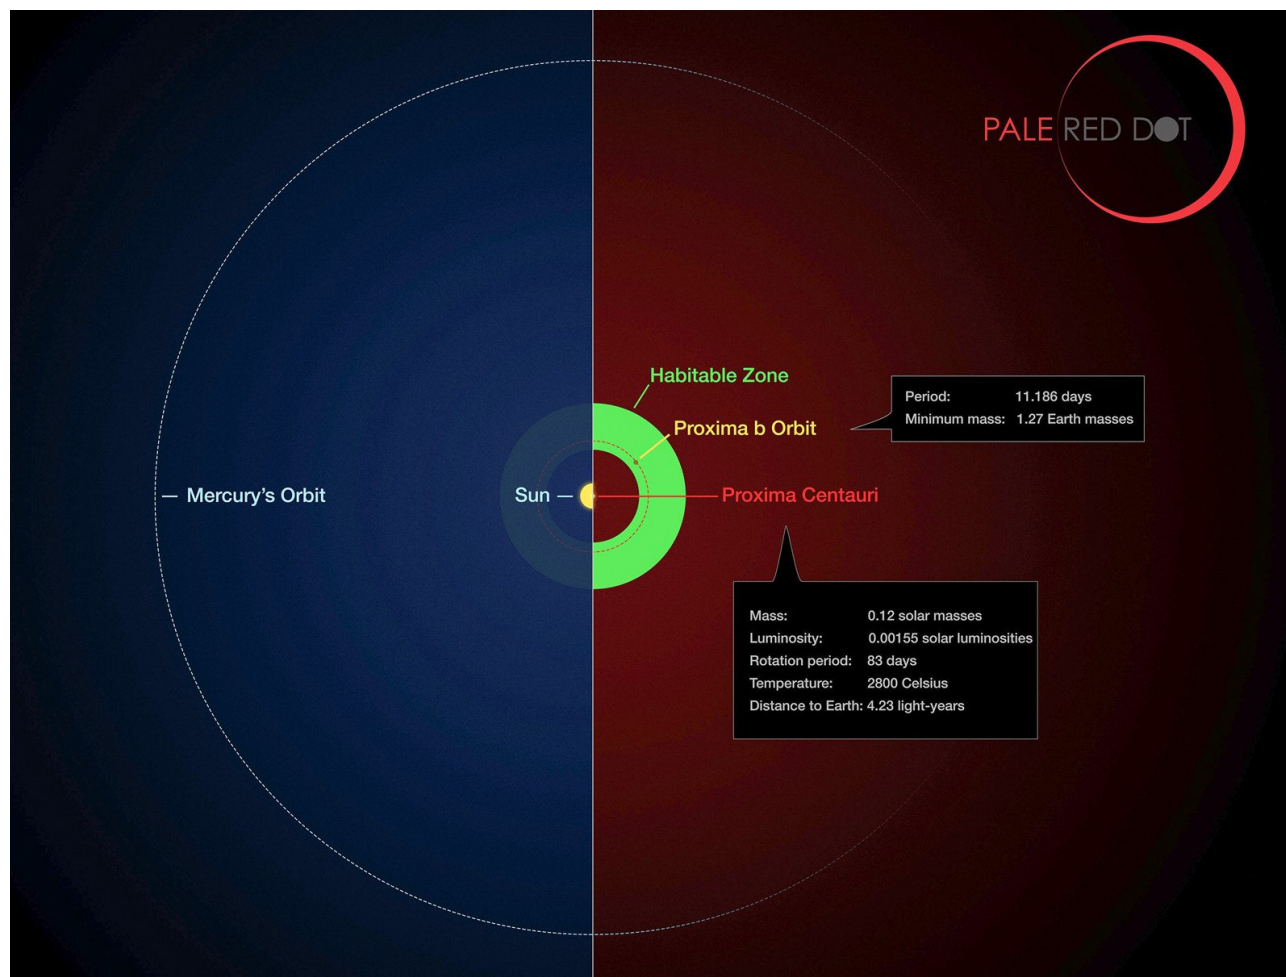 PALE RED DOT
Habitable Zone
Proxima b Orbit
Period: 11.186 days
Minimum mass: 1.27 Earth masses
Mercury's Orbit
Sun
Proxima Centauri
Mass: 0.12 solar masses
Luminosity: 0.00155 solar luminosities
Rotation period: 83 days
Temperature: 2800 Celsius
Distance to Earth: 4.23 light-years